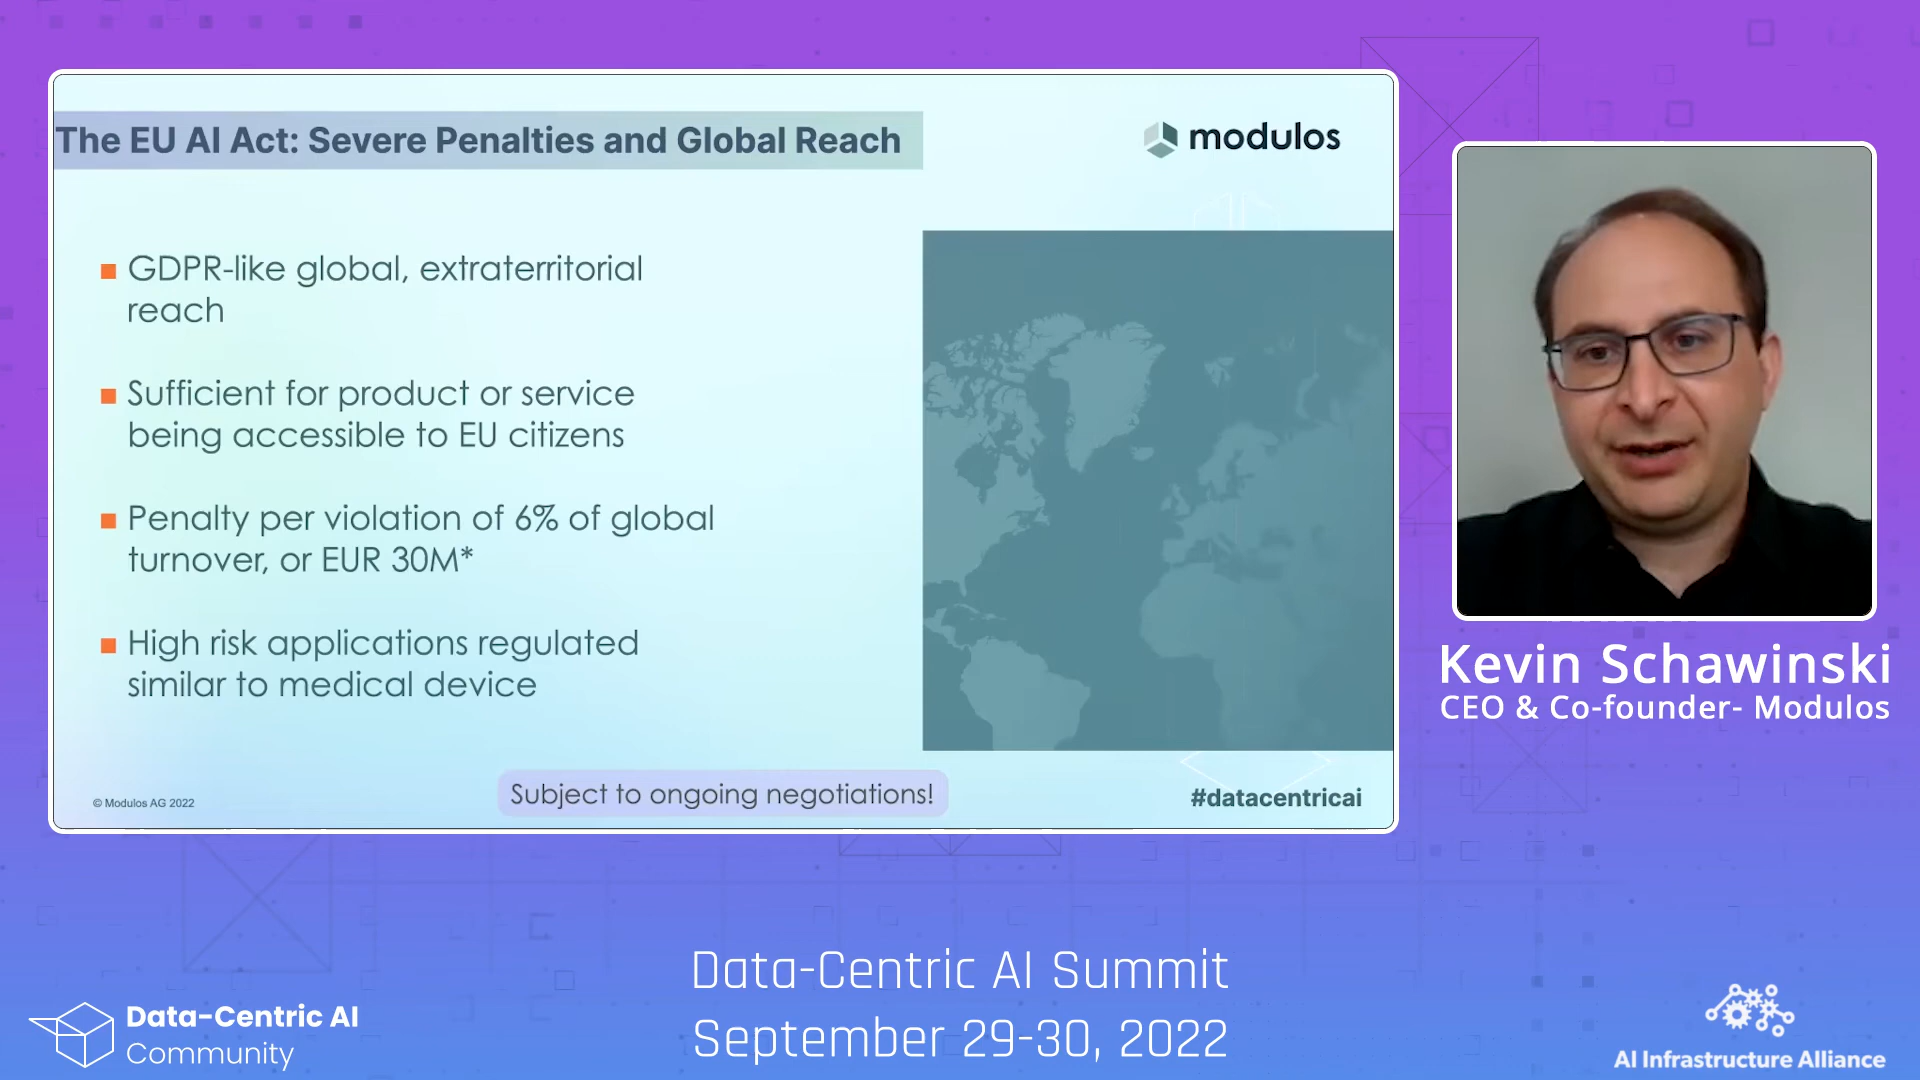 The EU AI Act: Severe Penalties and Global Reach
modulos
■ GDPR-like global, extraterritorial
reach
■ Sufficient for product or service
being accessible to EU citizens
■ Penalty per violation of 6% of global
turnover, or EUR 30M*
■ High risk applications regulated
similar to medical device
© Modulos AG 2022
Subject to ongoing negotiations!
#datacentricai
Kevin Schawinski
CEO & Co-founder- Modulos
Data-Centric AI Summit
September 29-30, 2022
Data-Centric AI
Community
AI Infrastructure Alliance